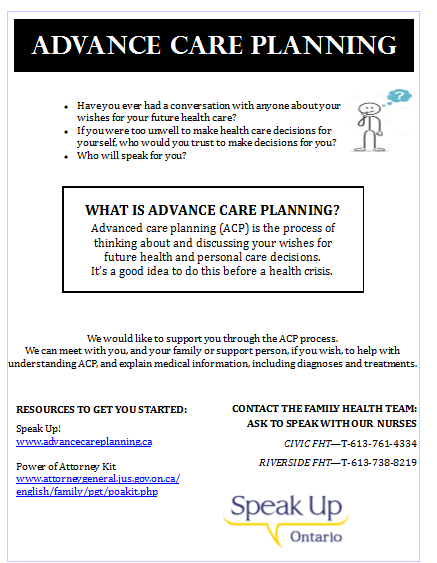 ADVANCE CARE PLANNING
?
• Have you ever had a conversation with anyone about your
wishes for your future health care?
• If you were too unwell to make health care decisions for
yourself, who would you trust to make decisions for you?
• Who will speak for you?
WHAT IS ADVANCE CARE PLANNING?
Advanced care planning (ACP) is the process of
thinking about and discussing your wishes for
future health and personal care decisions.
It's a good idea to do this before a health crisis.
We would like to support you through the ACP process.
We can meet with you, and your family or support person, if you wish, to help with
understanding ACP, and explain medical information, including diagnoses and treatments.
RESOURCES TO GET YOU STARTED:
Speak Up!
www.advancecareplanning.ca
Power of Attorney Kit
www.attorneygeneral.jus.gov.on.ca/
english/family/pgt/poakit.php
CONTACT THE FAMILY HEALTH TEAM:
ASK TO SPEAK WITH OUR NURSES
CIVIC FHT—T-613-761-4334
RIVERSIDE FHT—T-613-738-8219
Speak Up
Ontario